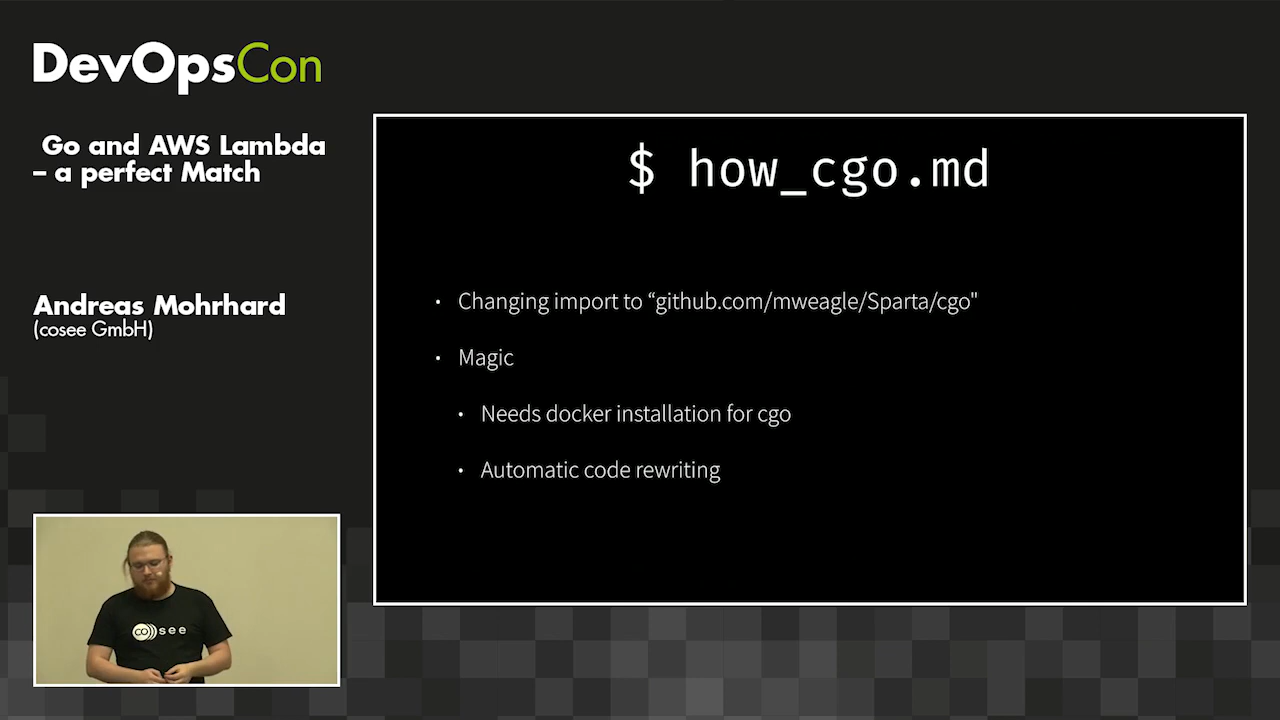 DevOpsCon
Go and AWS Lambda
– a perfect Match
Andreas Mohrhard
(cosee GmbH)
$ how_cgo.md
• Changing import to “github.com/mweagle/Sparta/cgo"
• Magic
• Needs docker installation for cgo
• Automatic code rewriting
cosee